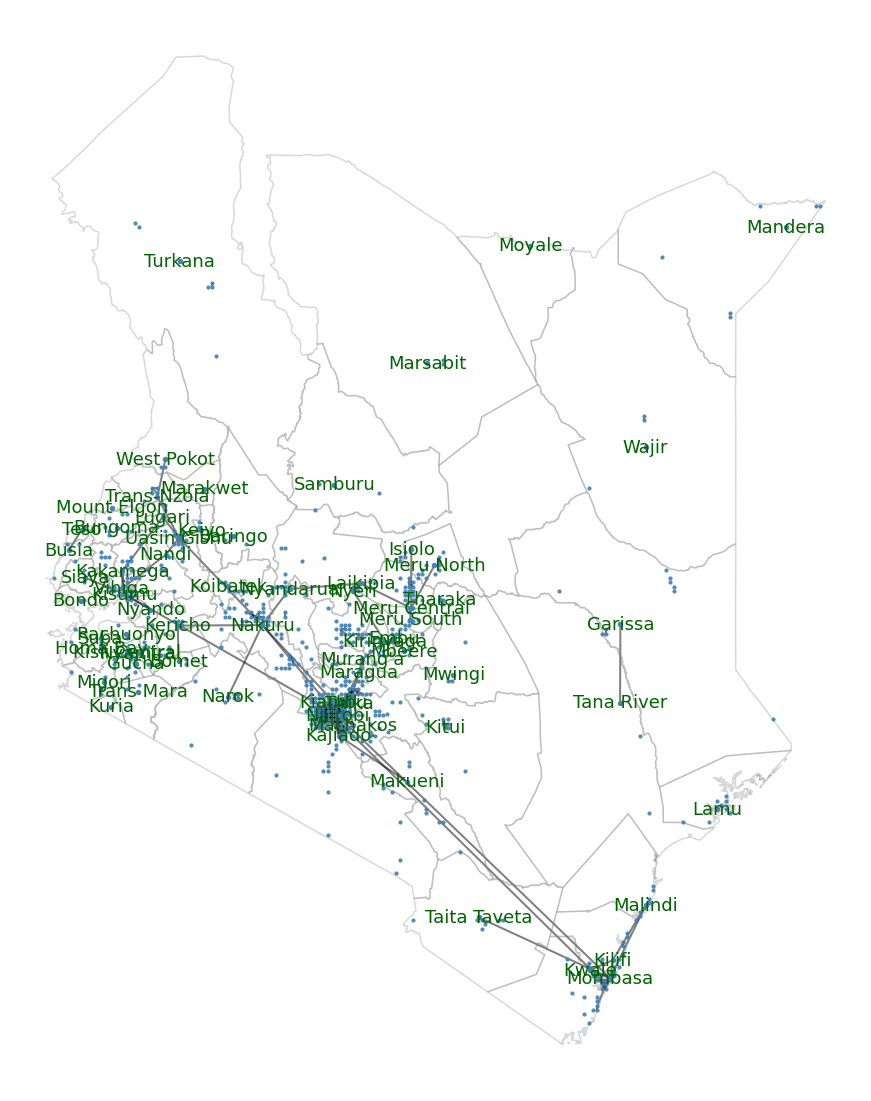 Mandera
Moyale
Turkana
Marsabit
Wajir
West Pokot
Samburu
Marakwet
Trans-Nzoia
Mount Elgon
Lugari
Bungoma
Teso
Keiyo
Baringo
Uasin Gishu
Busia
Nandi
Isiolo
Meru North
Kakamega
Siaya
Vihiga
Kisumu
Koibatek
Nyandarua
Laikipia
Nyeri
Bondo
Tharaka
Nyando
Meru Central
Meru South
Kericho
Nakuru
Garissa
Rachuonyo
Suba
Embu
Kirinyaga
Mbeere
Homa Bay
Nyamira
Gucha
Bomet
Murang'a
Maragua
Mwingi
Migori
Trans Mara
Narok
Kuria
Kiambu
Thika
Tana River
Nairobi
Machakos
Kitui
Kajiado
Makueni
Lamu
Malindi
Taita Taveta
Kilifi
Kwale
Mombasa